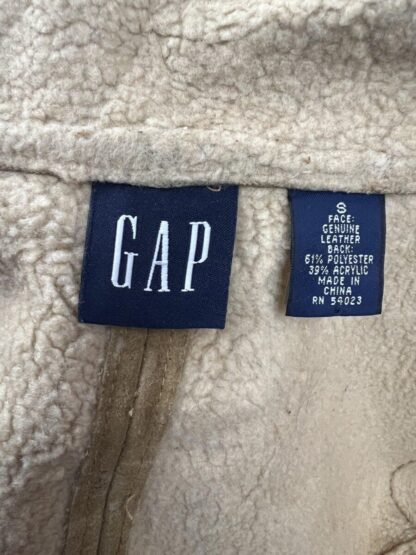 GAP
S
FACE:
GENUINE
LEATHER
BACK:
61% POLYESTER
39% ACRYLIC
MADE IN
CHINA
RN 54023